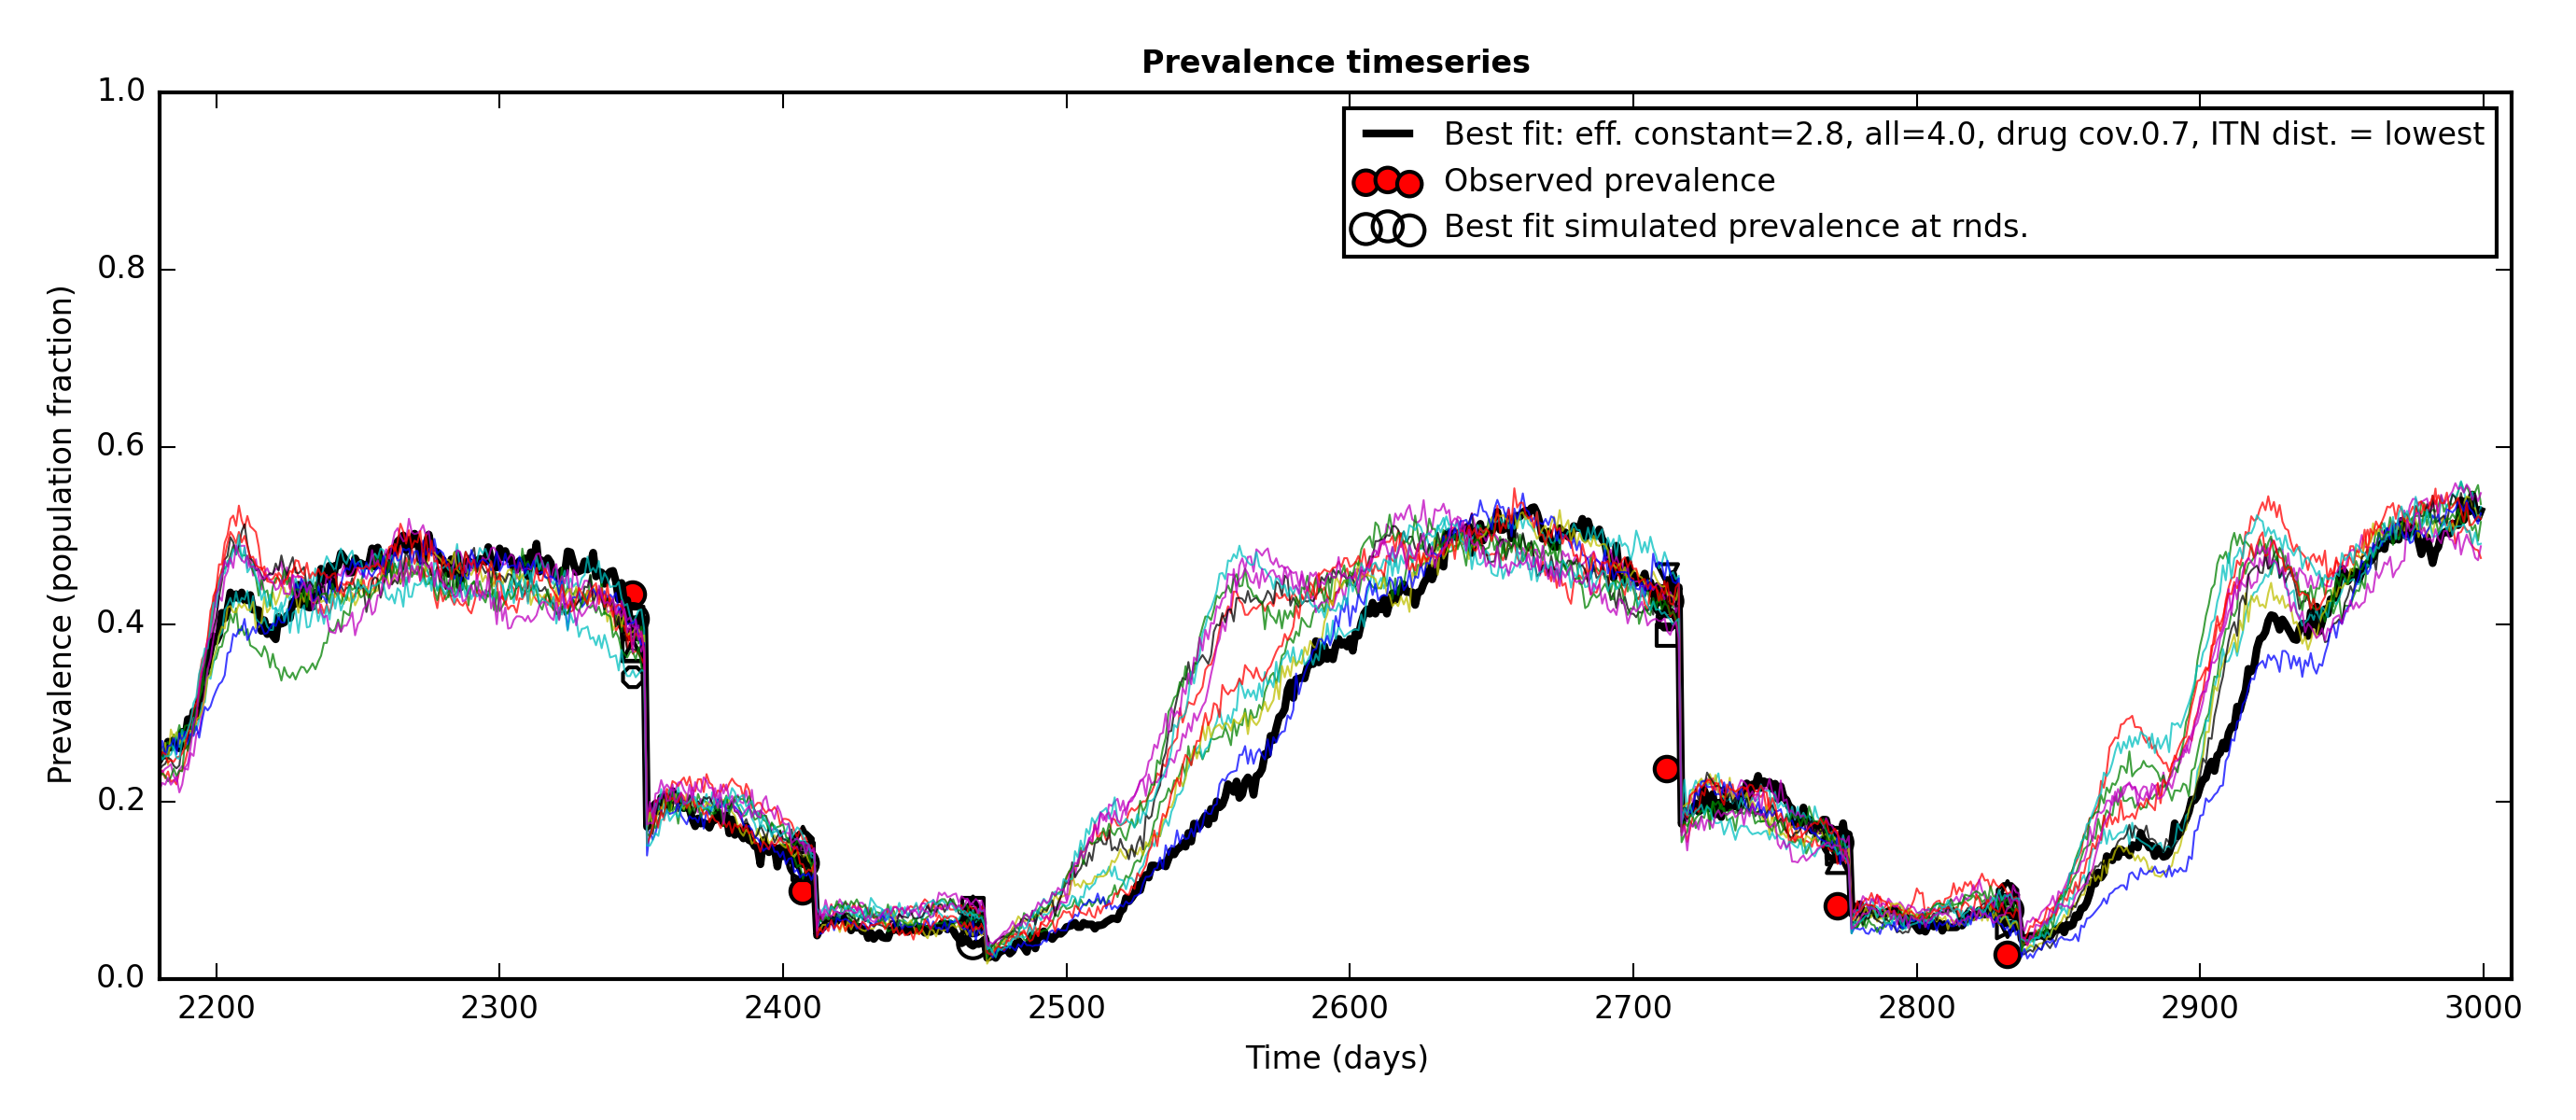 Prevalence timeseries
Best fit: eff. constant=2.8, all=4.0, drug cov.0.7, ITN dist. = lowest
Observed prevalence
Best fit simulated prevalence at rnds.
Prevalence (population fraction)
1.0
0.8
0.6
0.4
0.2
0.0
2200 2300 2400 2500 2600 2700 2800 2900 3000
Time (days)